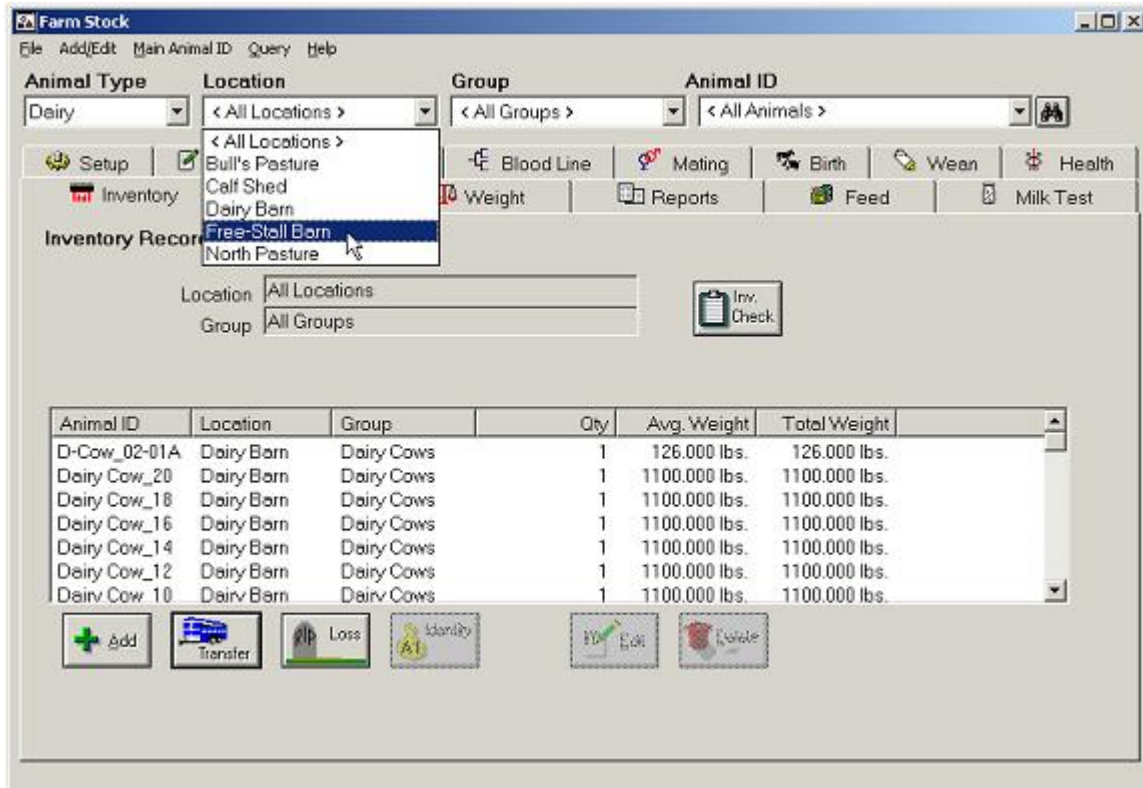 Farm Stock
File Add/Edit Main Animal ID Query Help
Animal Type Location Group Animal ID
Dairy < All Locations > < All Groups > < All Animals >
< All Locations >
Bull's Pasture
Calf Shed
Dairy Barn
Free-Stall Barn
North Pasture
Setup Blood Line Mating Birth Wean Health
Inventory Weight Reports Feed Milk Test
Inventory Recor
Location All Locations
Group All Groups
Inv. Check
Animal ID Location Group Qty Avg. Weight Total Weight
D-Cow_02-01A Dairy Barn Dairy Cows 1 126.000 lbs. 126.000 lbs.
Dairy Cow_20 Dairy Barn Dairy Cows 1 1100.000 lbs. 1100.000 lbs.
Dairy Cow_18 Dairy Barn Dairy Cows 1 1100.000 lbs. 1100.000 lbs.
Dairy Cow_16 Dairy Barn Dairy Cows 1 1100.000 lbs. 1100.000 lbs.
Dairy Cow_14 Dairy Barn Dairy Cows 1 1100.000 lbs. 1100.000 lbs.
Dairy Cow_12 Dairy Barn Dairy Cows 1 1100.000 lbs. 1100.000 lbs.
Dairy Cow_10 Dairy Barn Dairy Cows 1 1100.000 lbs. 1100.000 lbs.
Add Transfer rip Loss Identity A1 Edit Delete